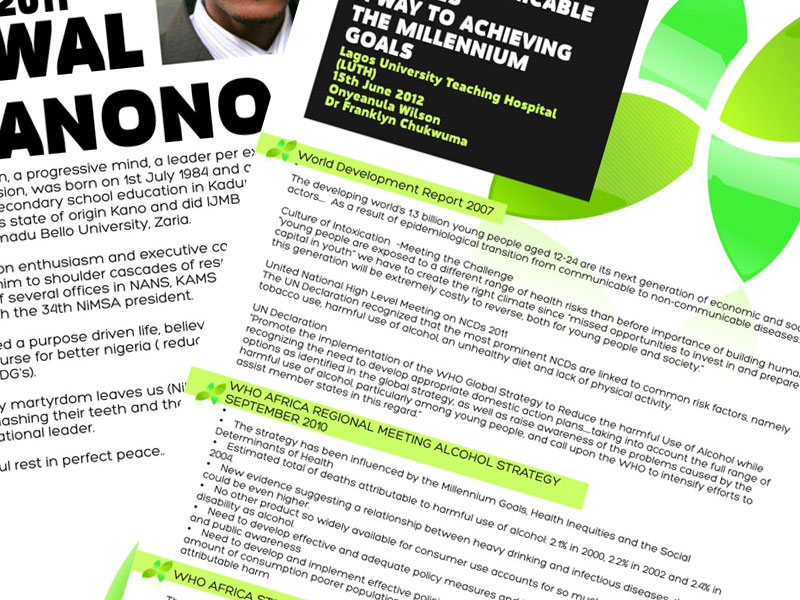 2011
WAL
ANONO
n, a progressive mind, a leader per ex
sion, was born on 1st July 1984 and
econdary school education in Kadu
s state of origin Kano and did IJMB
madu Bello University, Zaria.
on enthusiasm and executive co
him to shoulder cascades of res
f several offices in NANS, KAMS
h the 34th NiMSA president.
ed a purpose driven life, believ
urse for better nigeria ( reduc
DG's).
y martyrdom leaves us (Ni
nashing their teeth and the
ational leader.
ul rest in perfect peace..
WAY TO ACHIEVING
THE MILLENNIUM
GOALS
Lagos University Teaching Hospital
(LUTH)
15th June 2012
Onyeanula Wilson
Dr Franklyn Chukwuma
World Development Report 2007
The developing world's 1.3 billion young people aged 12-24 are its next generation of economic and soc
actors... As a result of epidemiological transition from communicable to non-communicable diseases.
Culture of Intoxication -Meeting the Challenge
"young people are exposed to a different range of health risks than before importance of building huma
capital in youth" we have to create the right climate since "missed opportunities to invest in and prepare
this generation will be extremely costly to reverse, both for young people and society."
United National High Level Meeting on NCDs 2011
The UN Declaration recognized that the most prominent NCDs are linked to common risk factors, namely
tobacco use, harmful use of alcohol, an unhealthy diet and lack of physical activity.
UN Declaration
"Promote the implementation of the WHO Global Strategy to Reduce the harmful Use of Alcohol while
recognizing the need to develop appropriate domestic action plans....taking into account the full range of
options as identified in the global strategy, as well as raise awareness of the problems caused by the
harmful use of alcohol, particularly among young people, and call upon the WHO to intensify efforts to
assist member states in this regard."
WHO AFRICA REGIONAL MEETING ALCOHOL STRATEGY
SEPTEMBER 2010
• The strategy has been influenced by the Millennium Goals, Health Inequities and the Social
Determinants of Health
• Estimated total of deaths attributable to harmful use of alcohol: 2.1% in 2000, 2.2% in 2002 and 2.4% in
2004.
• New evidence suggesting a relationship between heavy drinking and infectious diseases,
could be even higher.
• No other product so widely available for consumer use accounts for so mu
disability as alcohol.
• Need to develop effective and adequate policy measures and
and public awareness
• Need to develop and implement effective polici
amount of consumption poorer population
attributable harm
WHO AFRICA ST